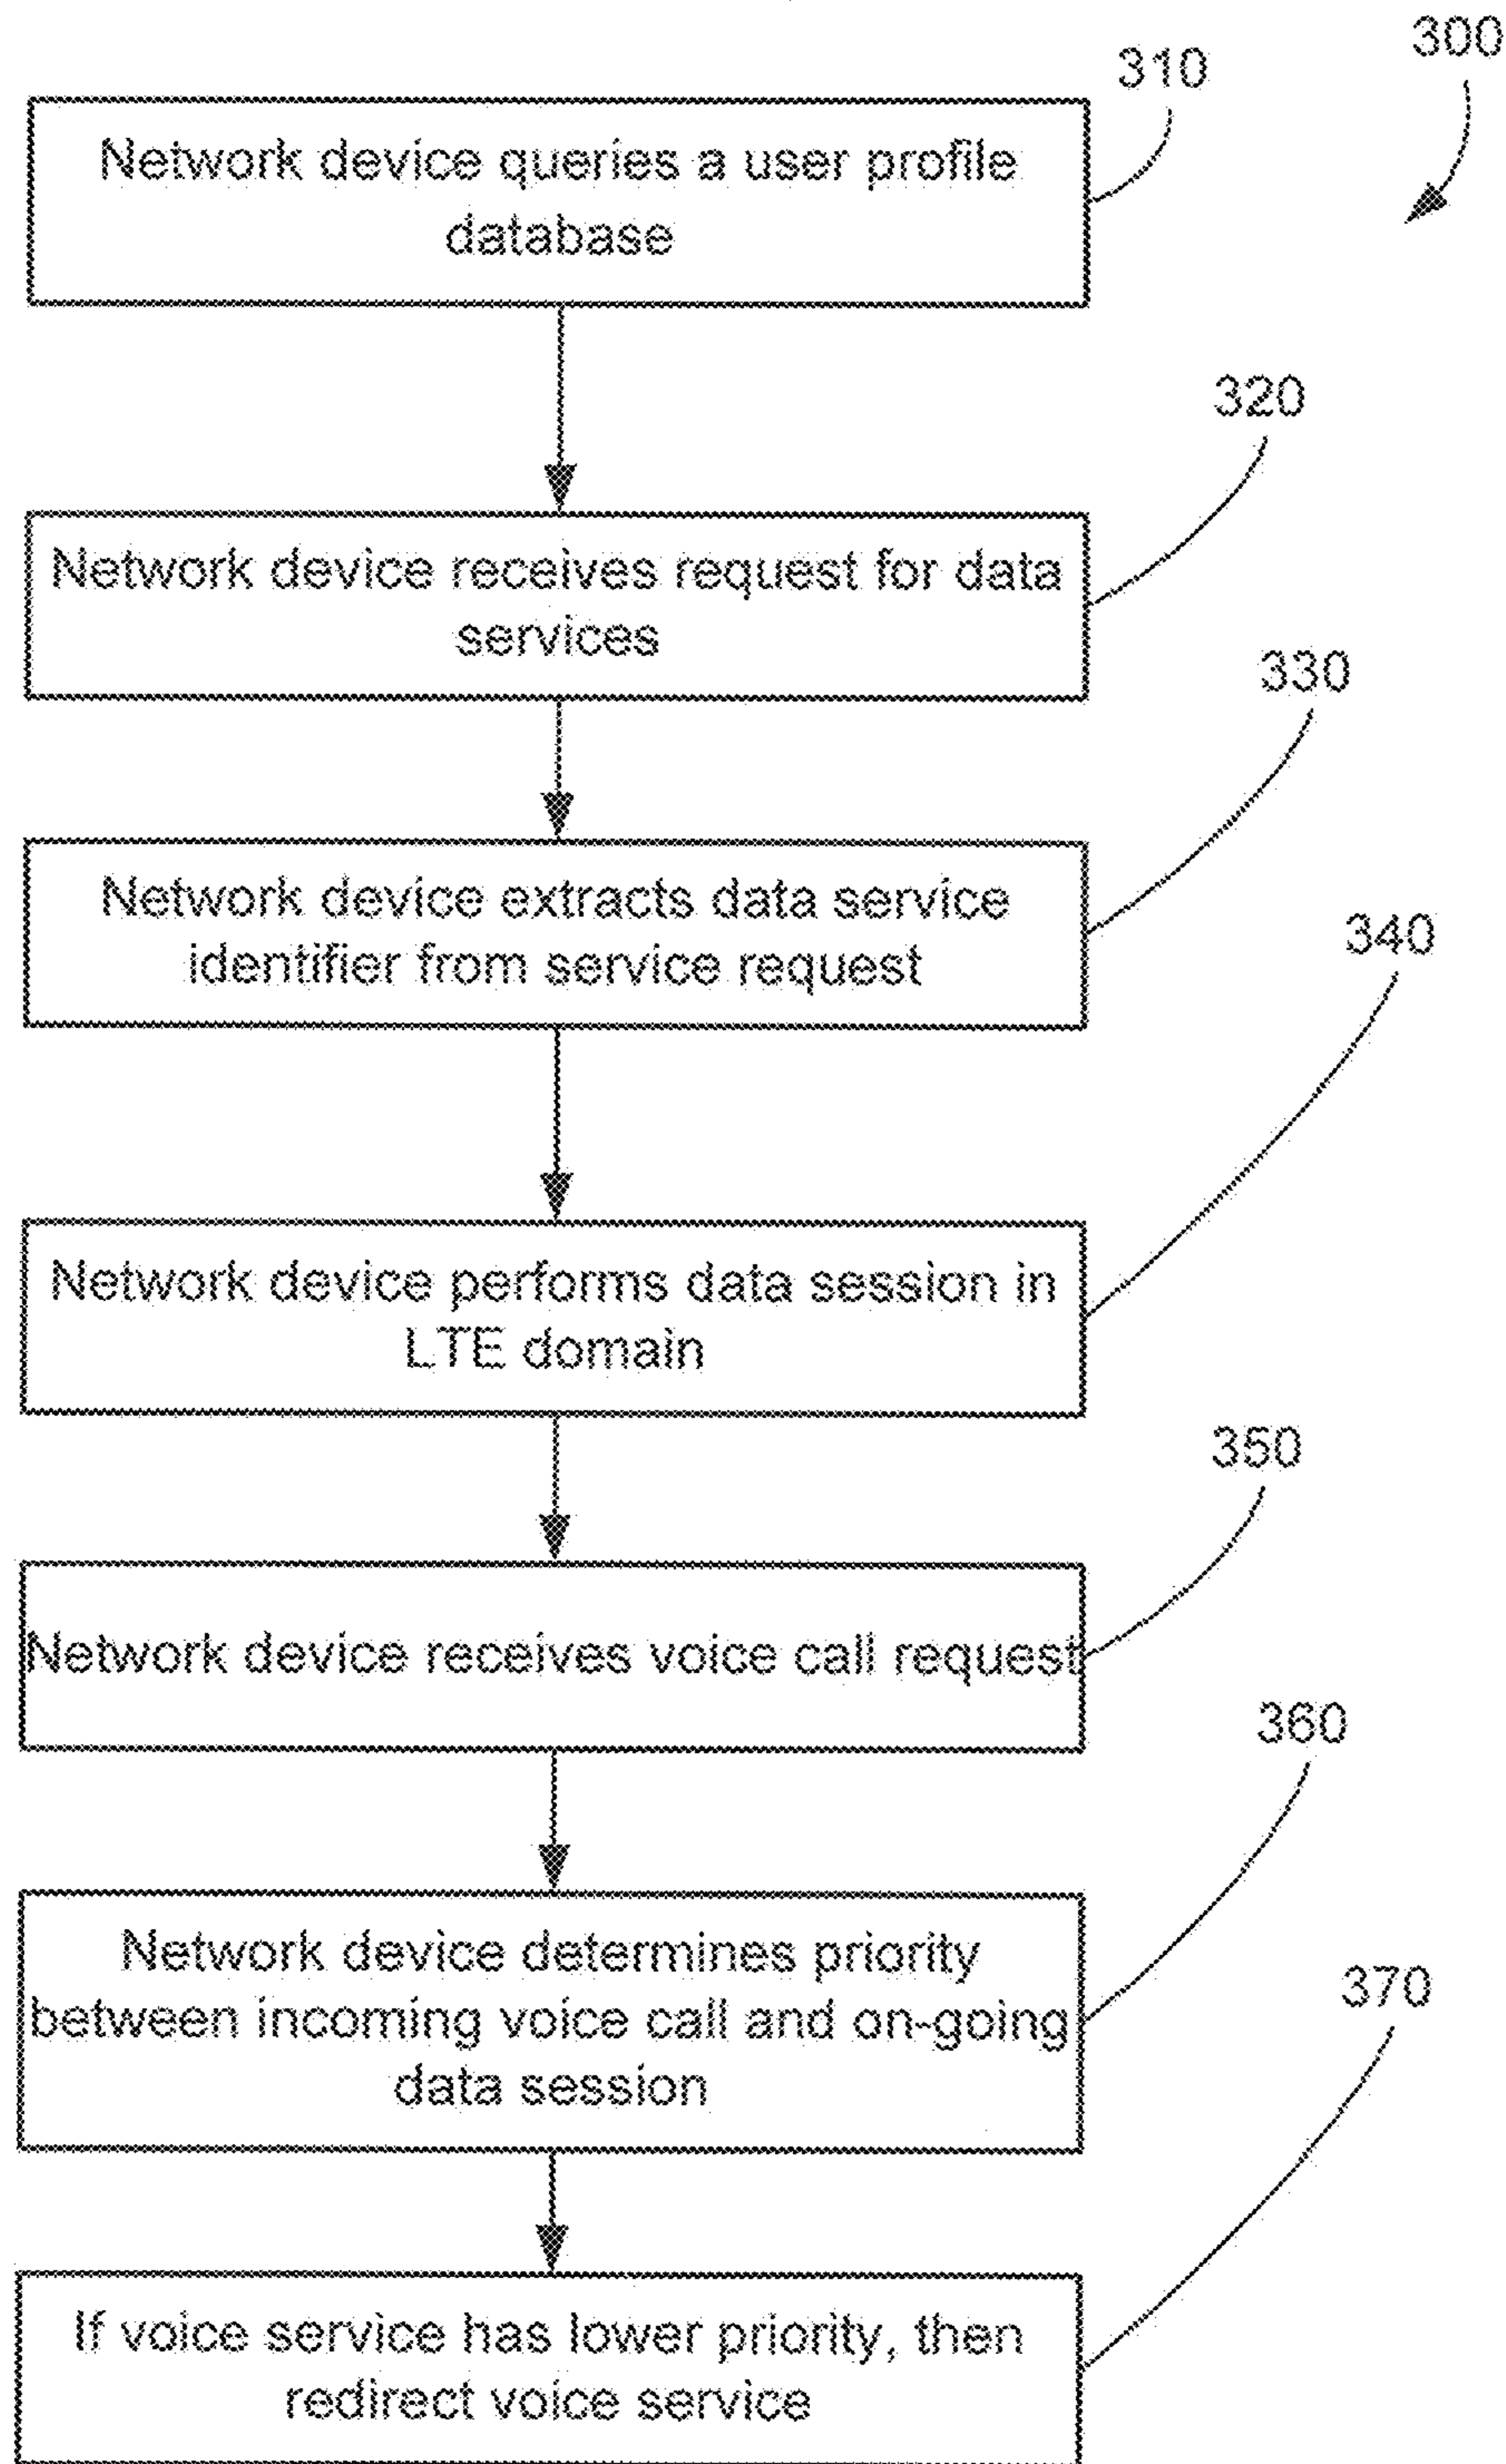 300
310
Network device queries a user profile
database
320
Network device receives request for data
services
330
Network device extracts data service
identifier from service request
340
Network device performs data session in
LTE domain
350
Network device receives voice call request
360
Network device determines priority
between incoming voice call and on-going
data session
370
If voice service has lower priority, then
redirect voice service